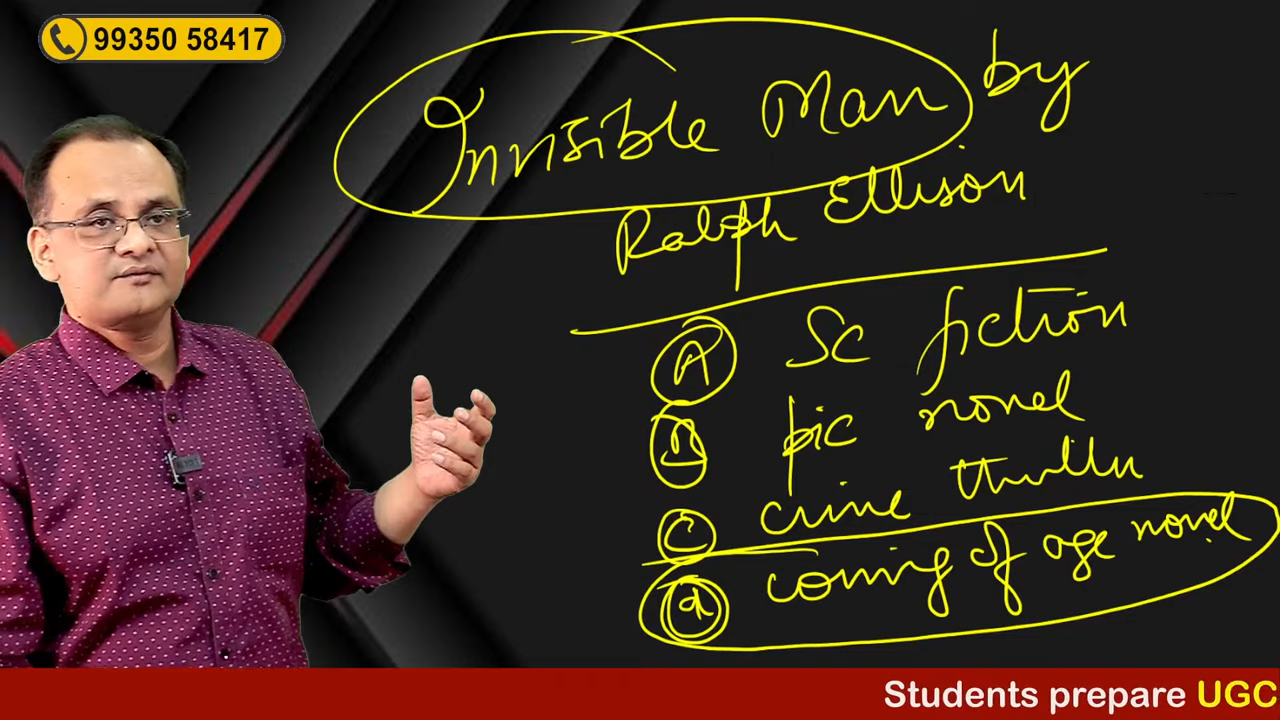 99350 58417
Invisible Man by
Ralph Ellison
A Sc fiction
B pic novel
C crime thriller
d coming of age novel
Students prepare UGC